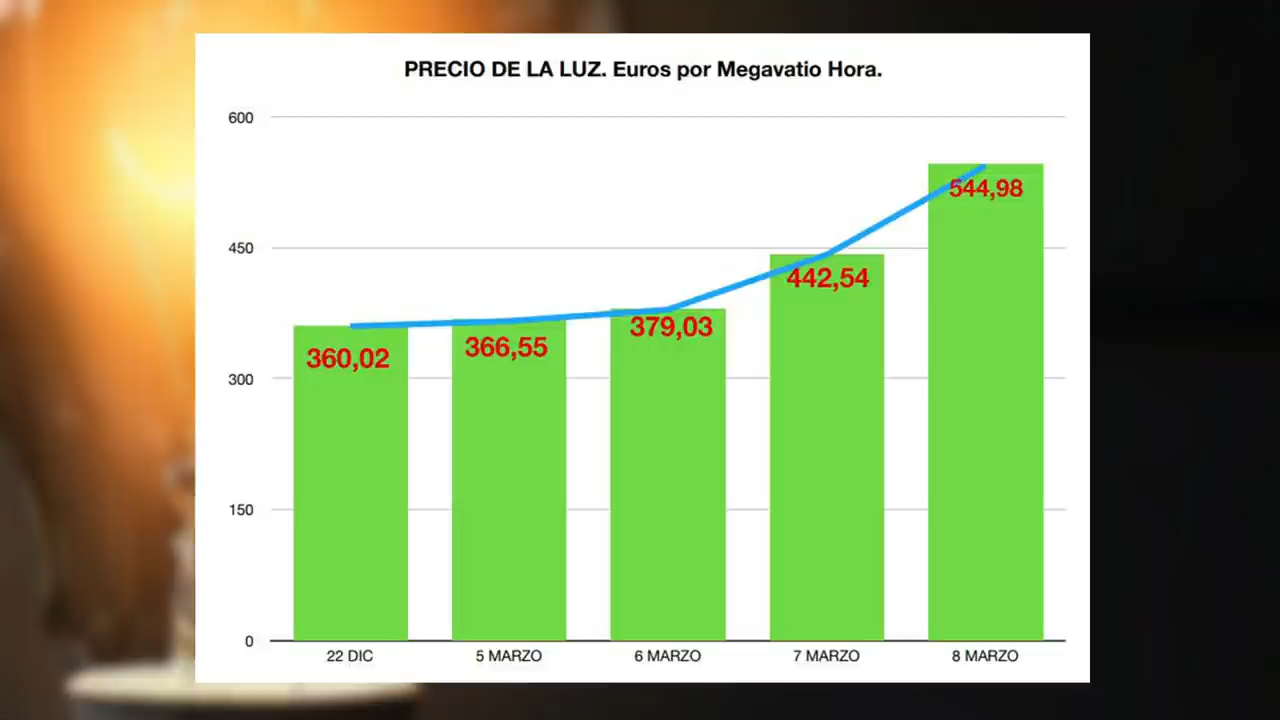 PRECIO DE LA LUZ. Euros por Megavatio Hora.
600
450
300
150
0
360,02
366,55
379,03
442,54
544,98
22 DIC
5 MARZO
6 MARZO
7 MARZO
8 MARZO